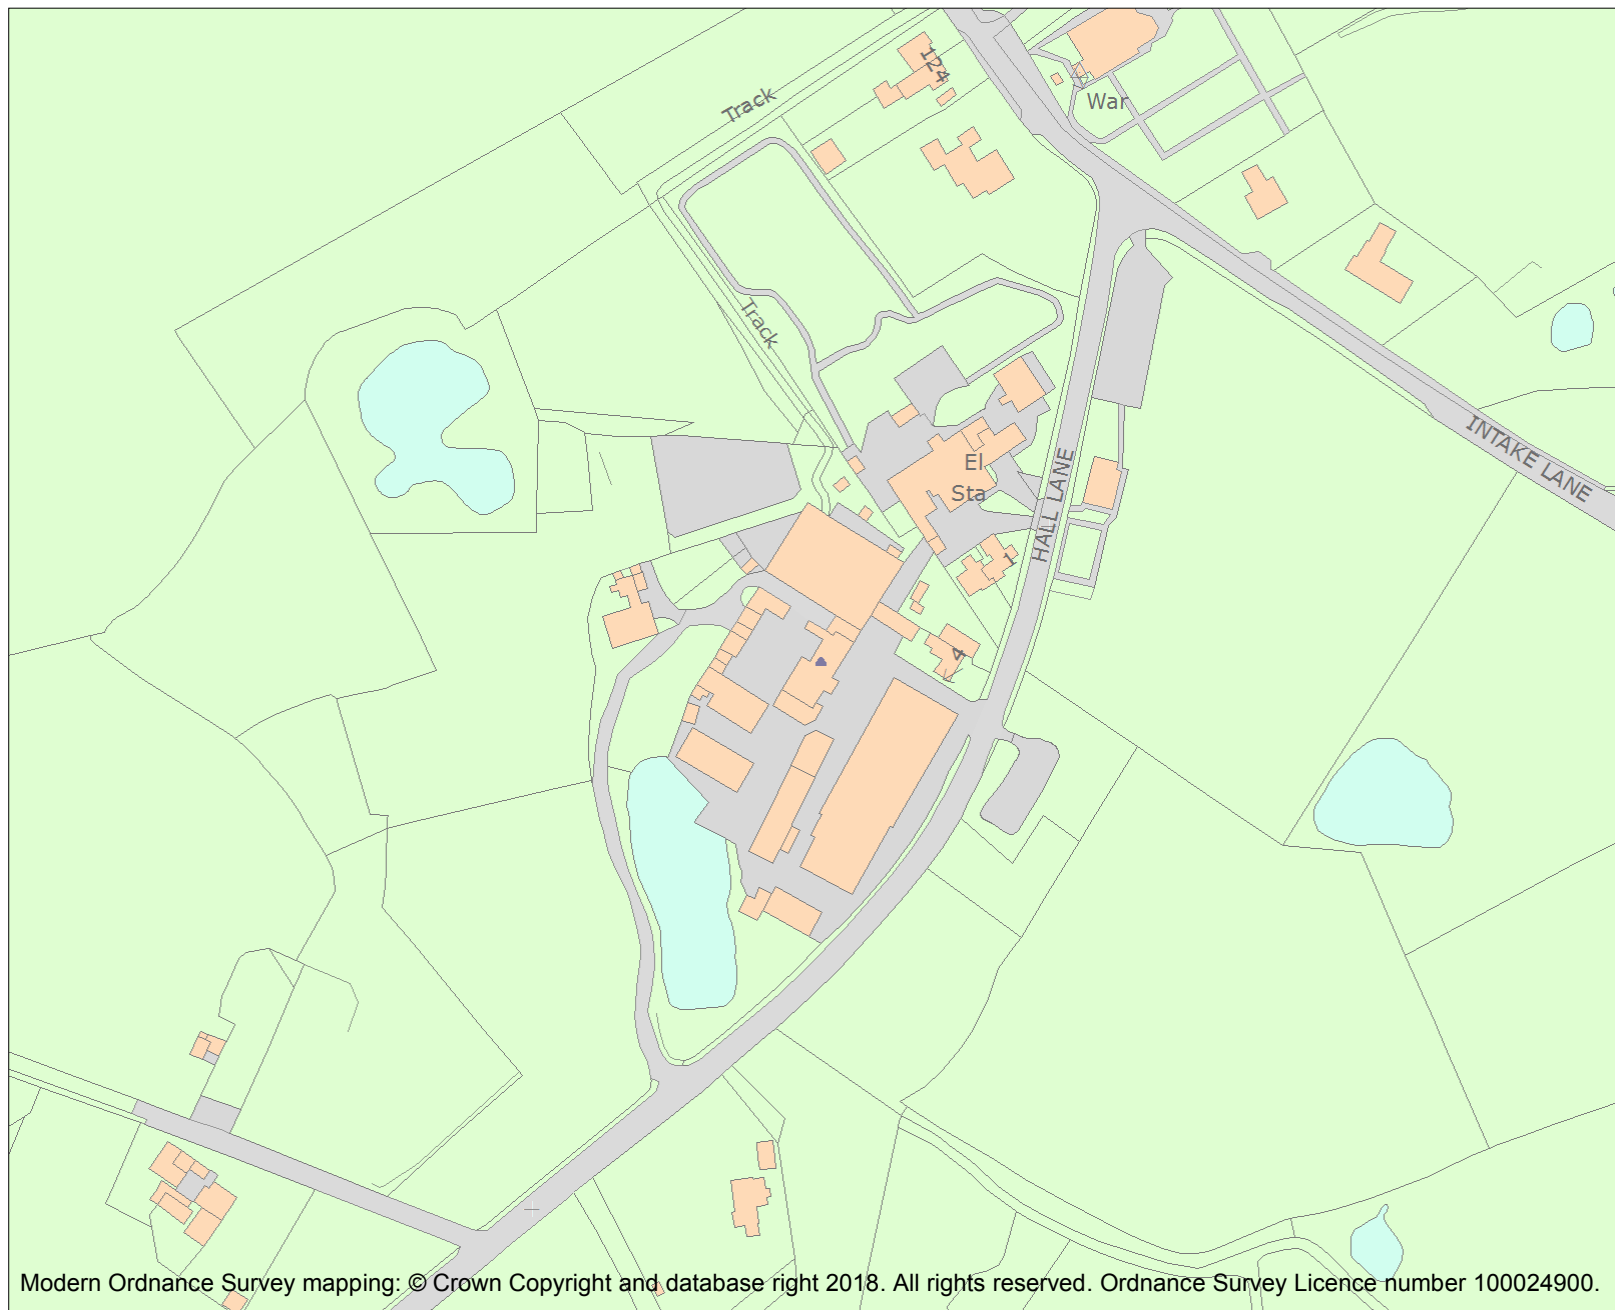 124
Track
War
Track
INTAKE LANE
El
Sta
HALL LANE
1
4
Modern Ordnance Survey mapping: © Crown Copyright and database right 2018. All rights reserved. Ordnance Survey Licence number 100024900.